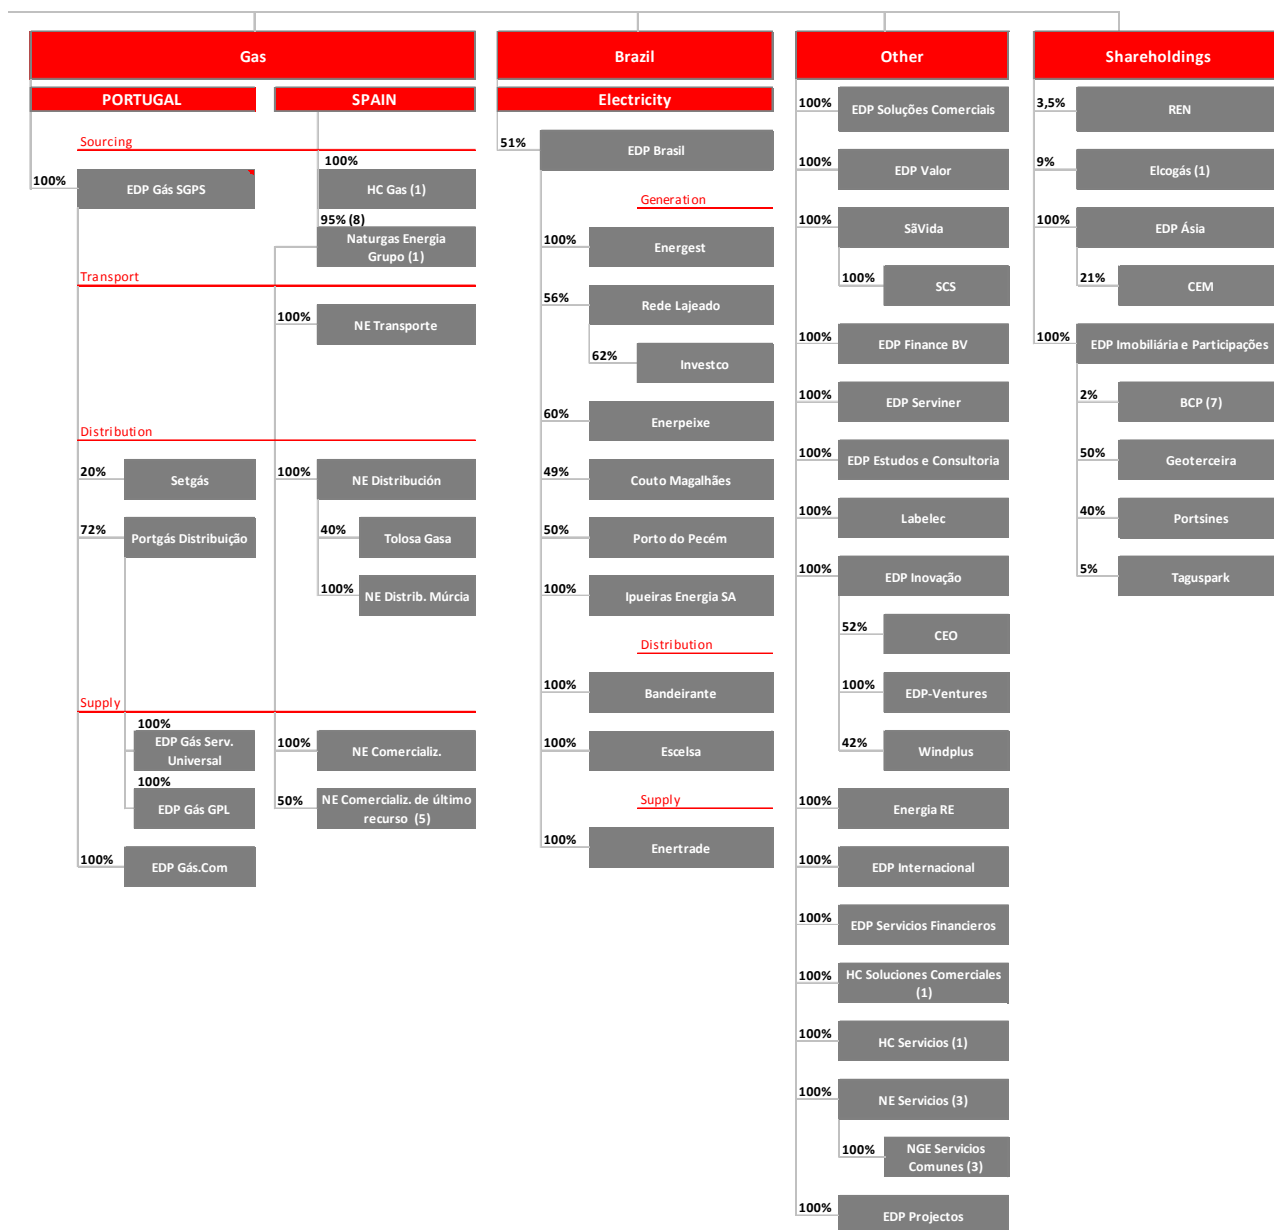 Gas
PORTUGAL
SPAIN
Sourcing
100%
EDP Gás SGPS
100%
HC Gas (1)
95% (8)
Naturgas Energia
Grupo (1)
Transport
100%
NE Transporte
Distribution
20%
Setgás
72%
Portgás Distribuição
100%
NE Distribución
40%
Tolosa Gasa
100%
NE Distrib. Múrcia
Supply
100%
EDP Gás Serv.
Universal
100%
EDP Gás GPL
100%
EDP Gás.Com
100%
NE Comercializ.
50%
NE Comercializ. de último
recurso (5)
Brazil
Electricity
51%
EDP Brasil
Generation
100%
Energest
56%
Rede Lajeado
62%
Investco
60%
Enerpeixe
49%
Couto Magalhães
50%
Porto do Pecém
100%
Ipueiras Energia SA
Distribution
100%
Bandeirante
100%
Escelsa
Supply
100%
Enertrade
Other
100%
EDP Soluções Comerciais
100%
EDP Valor
100%
SãVida
100%
SCS
100%
EDP Finance BV
100%
EDP Serviner
100%
EDP Estudos e Consultoria
100%
Labelec
100%
EDP Inovação
52%
CEO
100%
EDP-Ventures
42%
Windplus
100%
Energia RE
100%
EDP Internacional
100%
EDP Servicios Financieros
100%
HC Soluciones Comerciales
(1)
100%
HC Servicios (1)
100%
NE Servicios (3)
100%
NGE Servicios
Comunes (3)
100%
EDP Projectos
Shareholdings
3,5%
REN
9%
Elcogás (1)
100%
EDP Ásia
21%
CEM
100%
EDP Imobiliária e Participações
2%
BCP (7)
50%
Geoterceira
40%
Portsines
5%
Taguspark